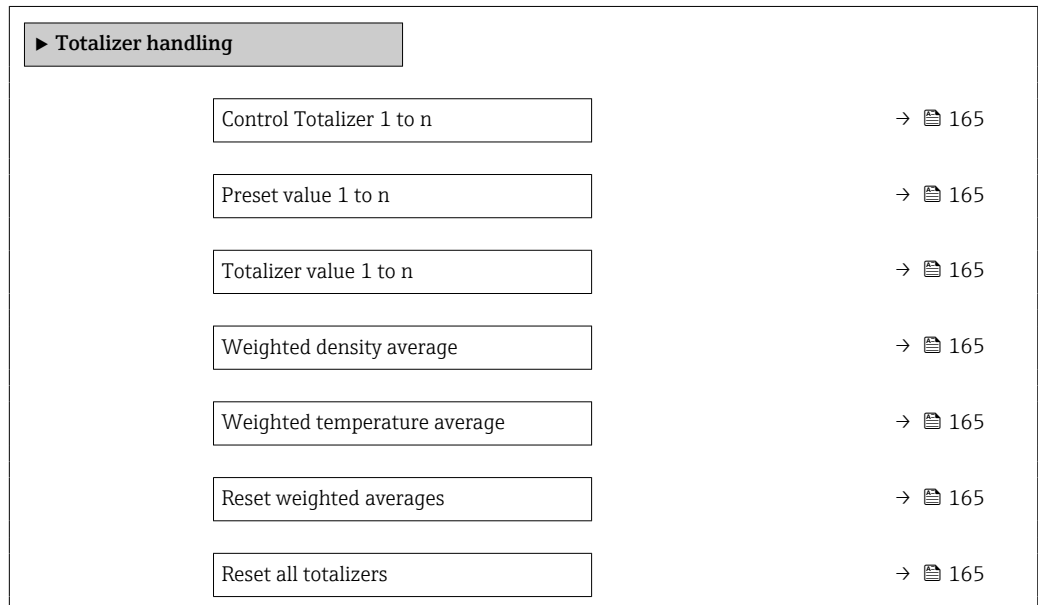 ► Totalizer handling
Control Totalizer 1 to n → 165
Preset value 1 to n → 165
Totalizer value 1 to n → 165
Weighted density average → 165
Weighted temperature average → 165
Reset weighted averages → 165
Reset all totalizers → 165